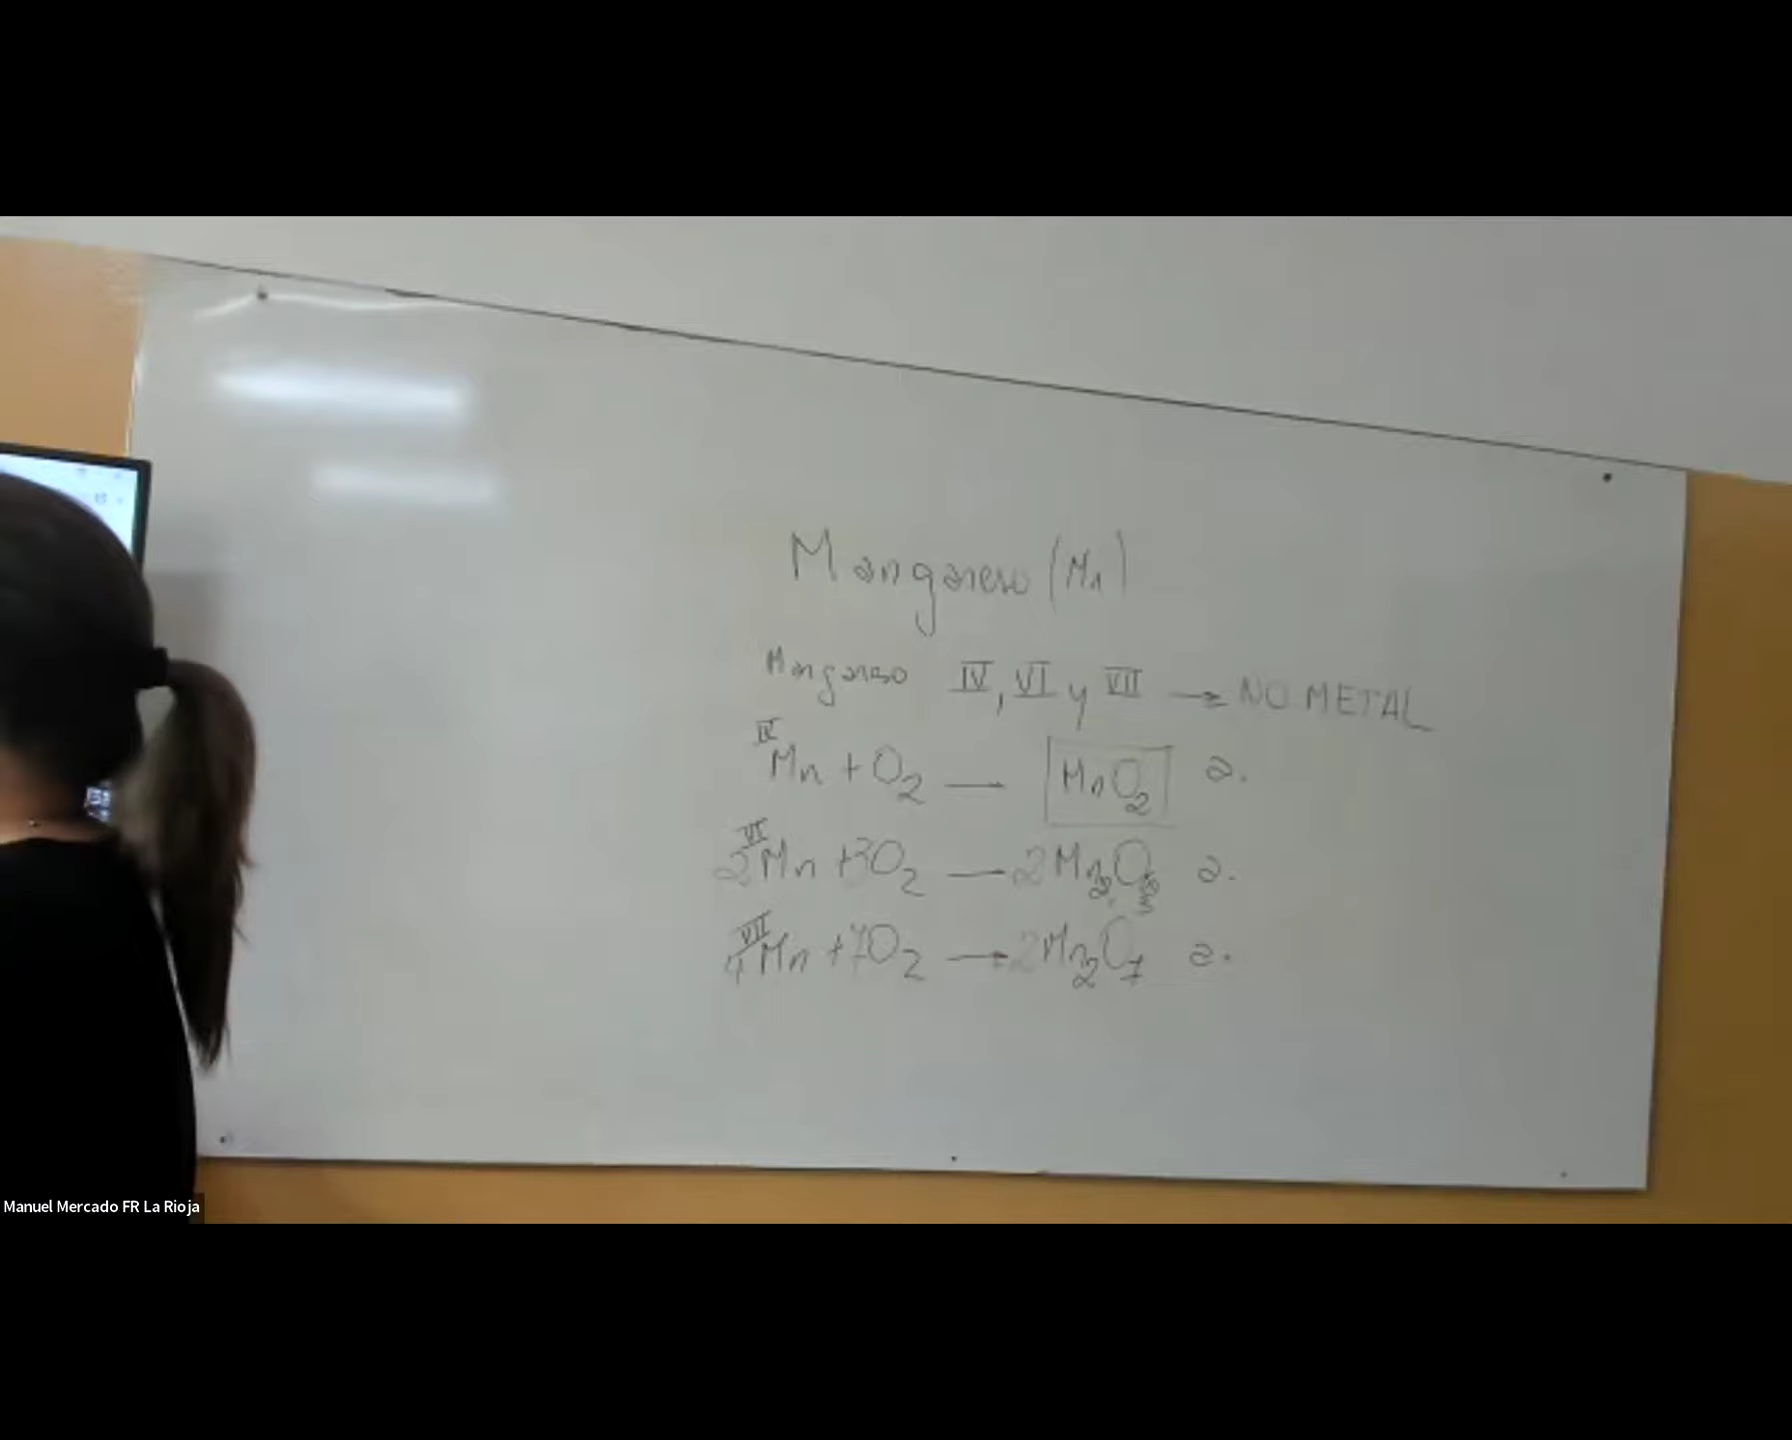 Manganeso (Mn)
Manganeso IV, VI y VII → NO METAL
IV
Mn + O2 — MnO2 a.
VI
2Mn + 3O2 — 2Mn2O3 a.
VII
4Mn + 7O2 → 2Mn2O7 a.
Manuel Mercado FR La Rioja